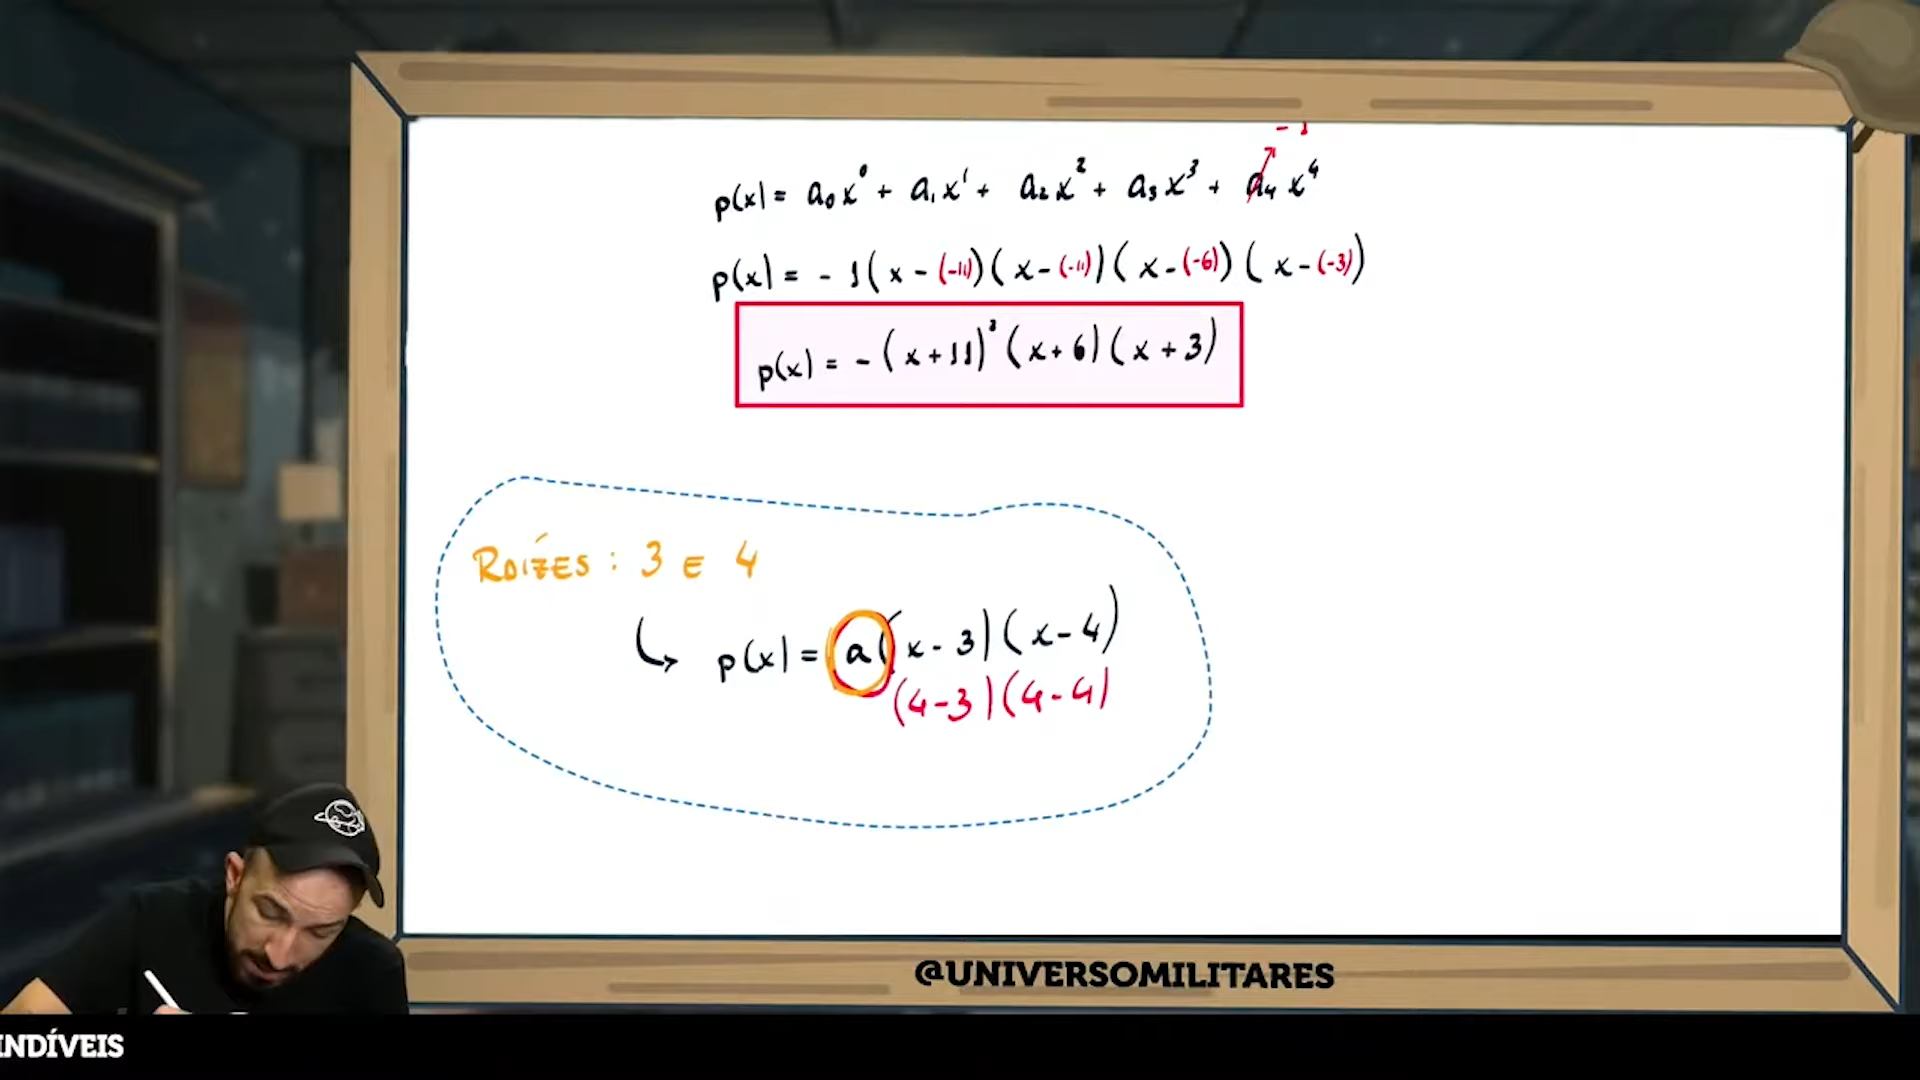 - 1
p(x) = a₀x⁰ + a₁x¹ + a₂x² + a₃x³ + a₄x⁴
p(x) = - 1(x - (-11))(x - (-11))(x - (-6))(x - (-3))
p(x) = - (x + 11)² (x + 6)(x + 3)
RAÍZES : 3 E 4
p(x) = a(x - 3)(x - 4)
(4 - 3)(4 - 4)
@UNIVERSOMILITARES
INDÍVEIS